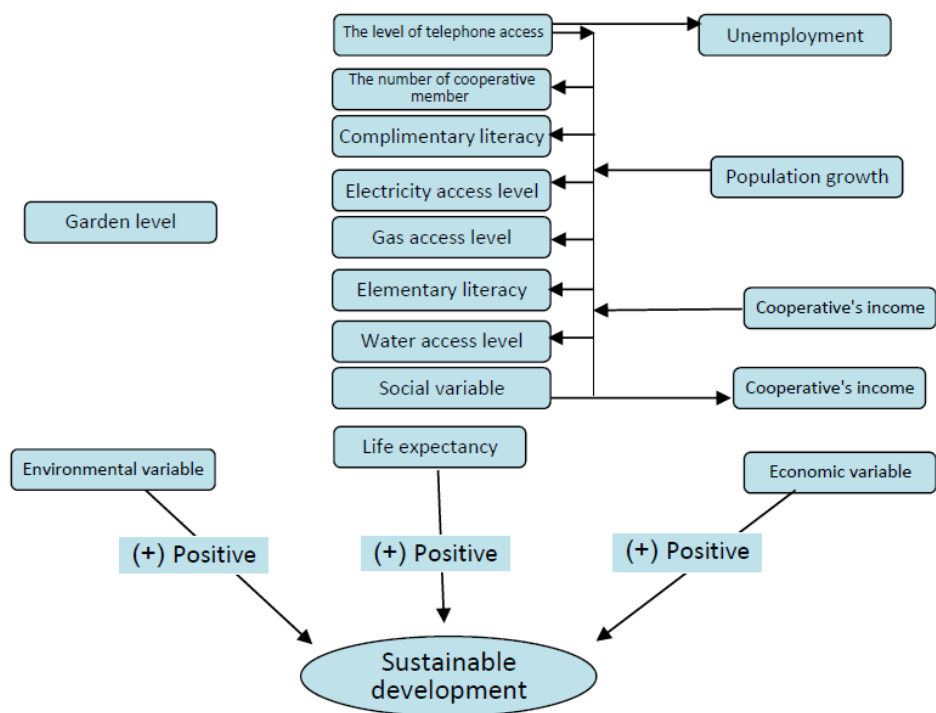 The level of telephone access
Unemployment
The number of cooperative
member
Complimentary literacy
Population growth
Electricity access level
Garden level
Gas access level
Elementary literacy
Cooperative's income
Water access level
Social variable
Cooperative's income
Life expectancy
Environmental variable
Economic variable
(+) Positive
(+) Positive
(+) Positive
Sustainable
development